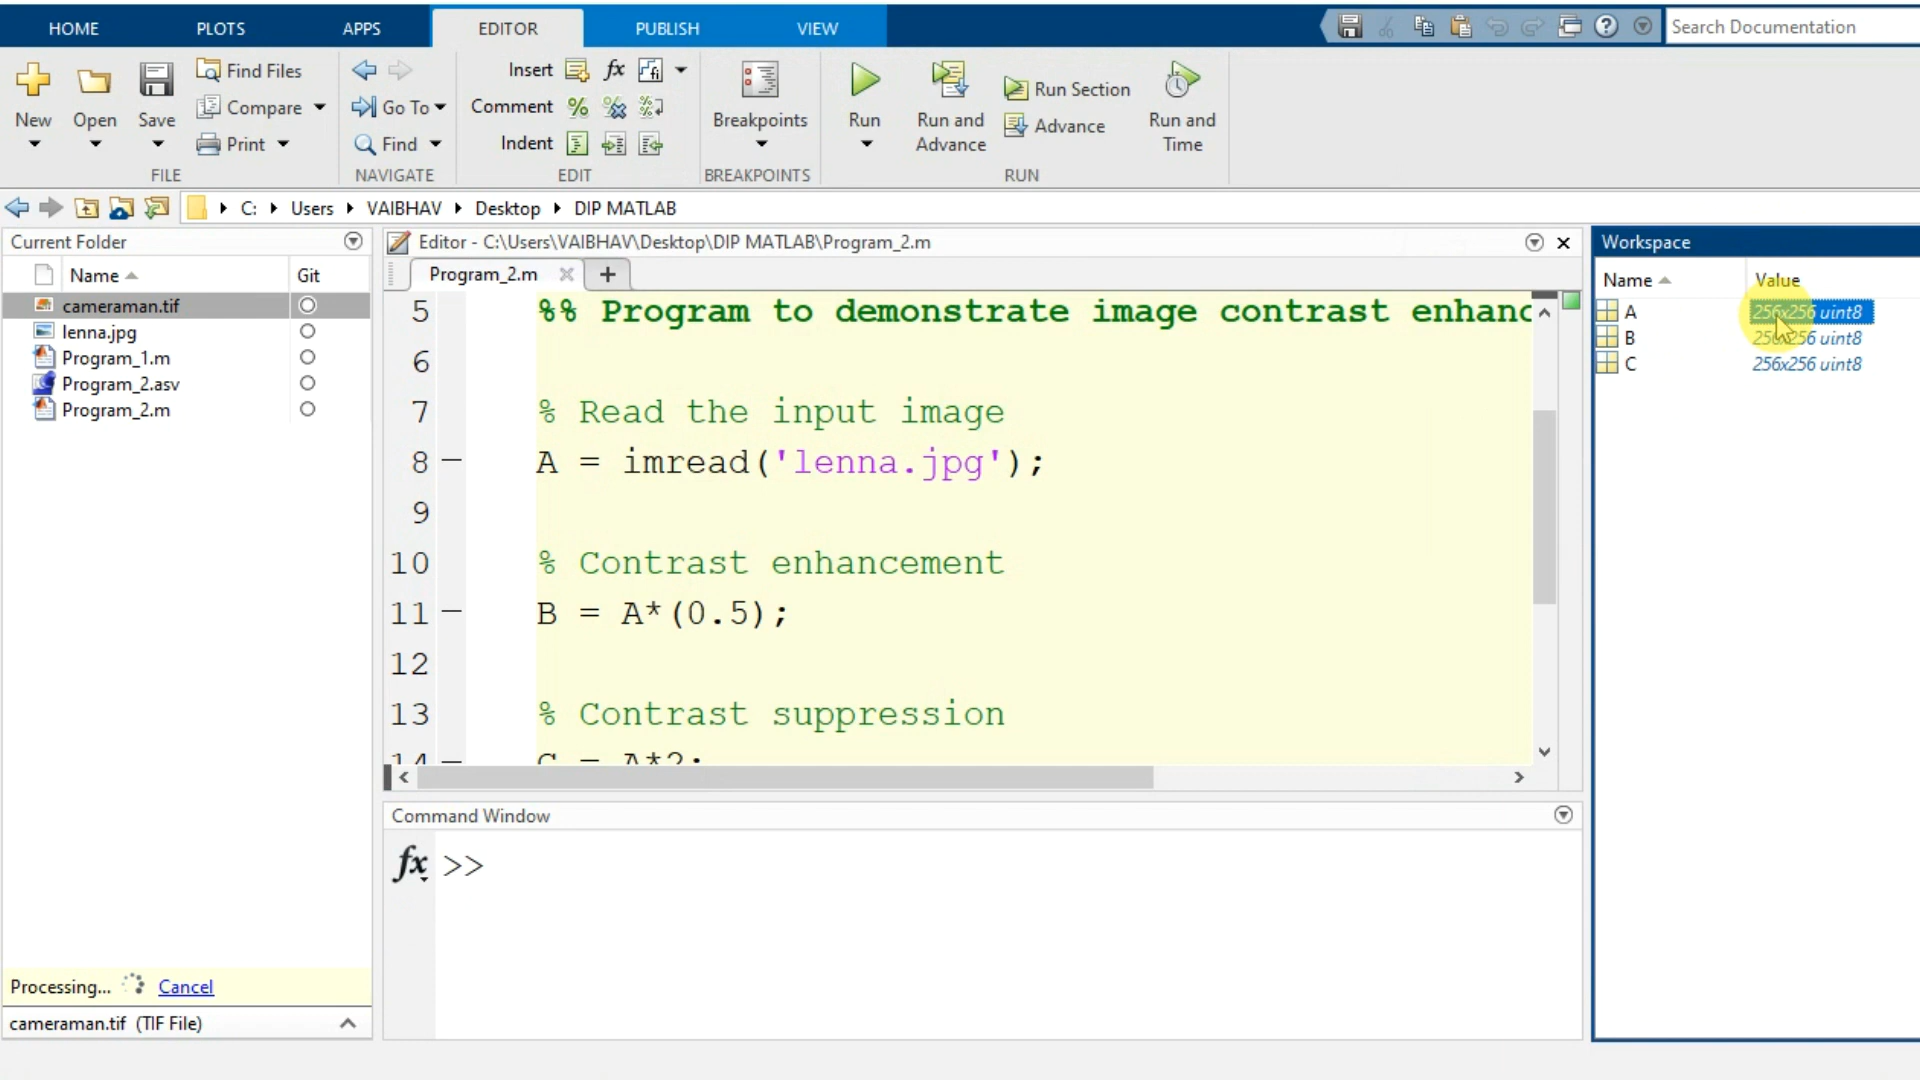 HOME PLOTS APPS EDITOR PUBLISH VIEW Search Documentation
New Open Save Find Files Compare Print
FILE
Go To Find
NAVIGATE
Insert fx
Comment
Indent
EDIT
Breakpoints
BREAKPOINTS
Run Run and Advance Run Section Advance Run and Time
RUN
C: Users VAIBHAV Desktop DIP MATLAB
Current Folder
Name Git
cameraman.tif
lenna.jpg
Program_1.m
Program_2.asv
Program_2.m
Processing... Cancel
cameraman.tif (TIF File)
Editor - C:\Users\VAIBHAV\Desktop\DIP MATLAB\Program_2.m
Program_2.m
5 %% Program to demonstrate image contrast enhanc
6
7 % Read the input image
8 A = imread('lenna.jpg');
9
10 % Contrast enhancement
11 B = A*(0.5);
12
13 % Contrast suppression
14 C = A*2;
Command Window
fx >>
Workspace
Name Value
A 256x256 uint8
B 256x256 uint8
C 256x256 uint8